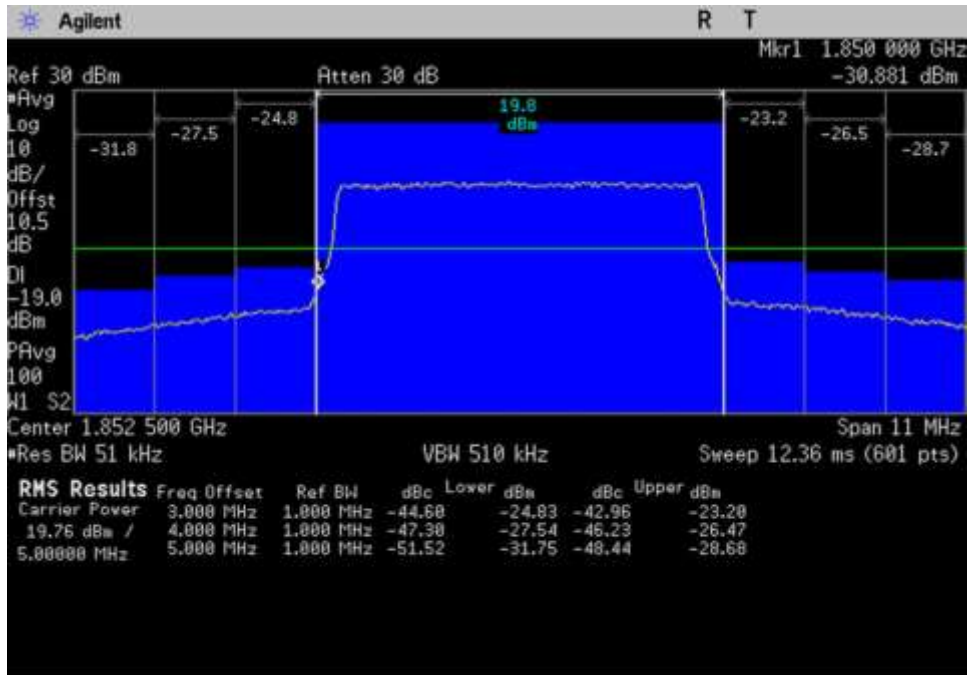 Agilent R T
Mkr1 1.850 000 GHz
Ref 30 dBm Atten 30 dB -30.881 dBm
#Avg
Log
10
dB/
Offst
10.5
dB
DI
-19.0
dBm
PAvg
100
W1 S2
-31.8 -27.5 -24.8 19.8 dBm -23.2 -26.5 -28.7
1
Center 1.852 500 GHz Span 11 MHz
#Res BW 51 kHz VBW 510 kHz Sweep 12.36 ms (601 pts)
RMS Results Freq Offset Ref BW dBc Lower dBm dBc Upper dBm
Carrier Power 3.000 MHz 1.000 MHz -44.60 -24.83 -42.96 -23.20
19.76 dBm / 4.000 MHz 1.000 MHz -47.30 -27.54 -46.23 -26.47
5.00000 MHz 5.000 MHz 1.000 MHz -51.52 -31.75 -48.44 -28.68